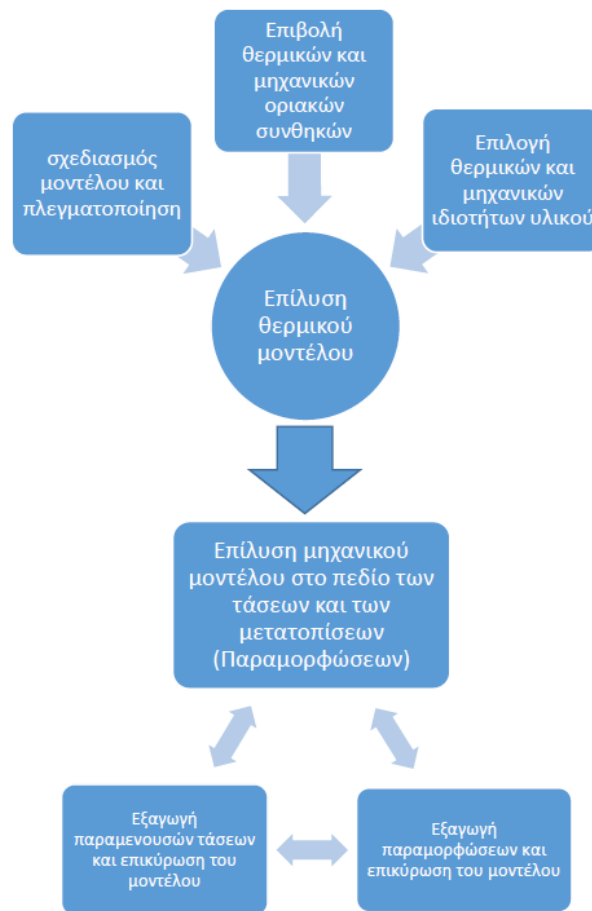 Επιβολή
θερμικών και
μηχανικών
οριακών
συνθηκών
σχεδιασμός
μοντέλου και
πλεγματοποίηση
Επιλογή
θερμικών και
μηχανικών
ιδιοτήτων υλικού
Επίλυση
θερμικού
μοντέλου
Επίλυση μηχανικού
μοντέλου στο πεδίο των
τάσεων και των
μετατοπίσεων
(Παραμορφώσεων)
Εξαγωγή
παραμενουσών τάσεων
και επικύρωση του
μοντέλου
Εξαγωγή
παραμορφώσεων και
επικύρωση του μοντέλου